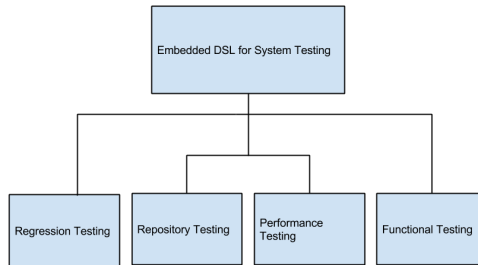 Embedded DSL for System Testing
Regression Testing
Repository Testing
Performance
Testing
Functional Testing